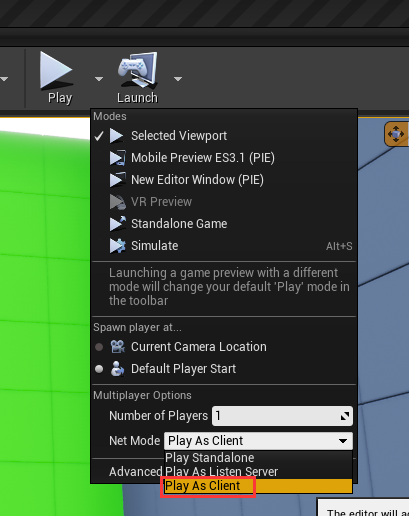 Play
Launch
Modes
Selected Viewport
Mobile Preview ES3.1 (PIE)
New Editor Window (PIE)
VR Preview
Standalone Game
Simulate Alt+S
Launching a game preview with a different
mode will change your default 'Play' mode in
the toolbar
Spawn player at...
Current Camera Location
Default Player Start
Multiplayer Options
Number of Players 1
Net Mode Play As Client
Play Standalone
Advanced Play As Listen Server
Play As Client
The editor will